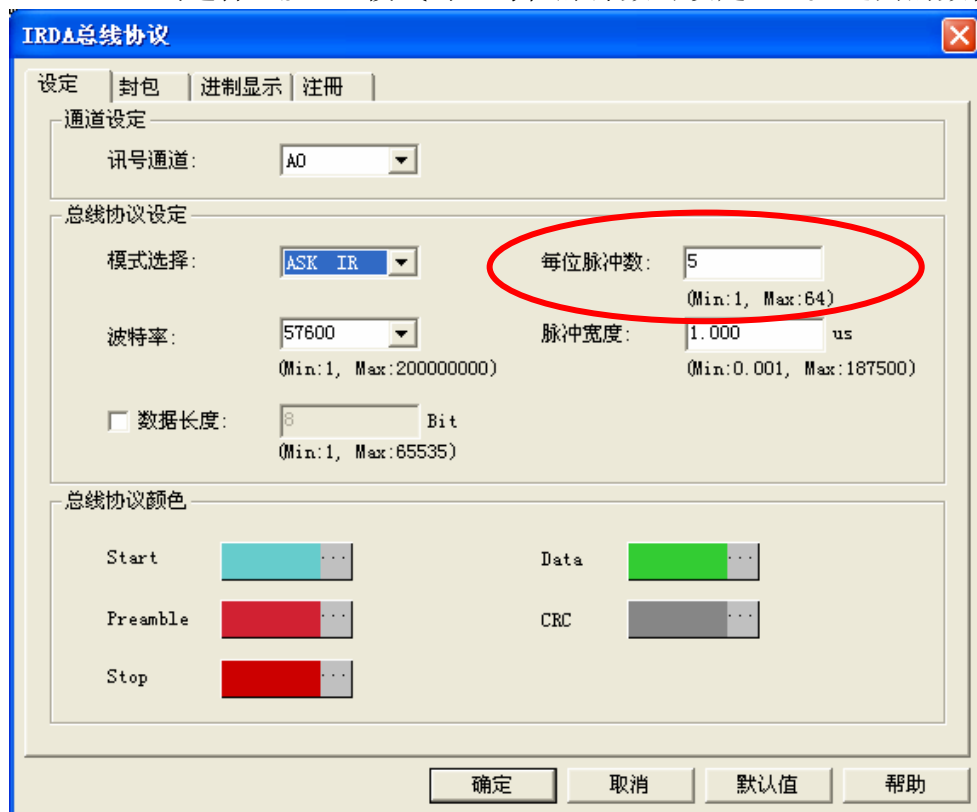 IRDA总线协议
设定 封包 进制显示 注册
通道设定
讯号通道: A0
总线协议设定
模式选择: ASK IR 每位脉冲数: 5
(Min:1, Max:64)
波特率: 57600 脉冲宽度: 1.000 us
(Min:1, Max:200000000) (Min:0.001, Max:187500)
数据长度: 8 Bit
(Min:1, Max:65535)
总线协议颜色
Start ... Data ...
Preamble ... CRC ...
Stop ...
确定 取消 默认值 帮助